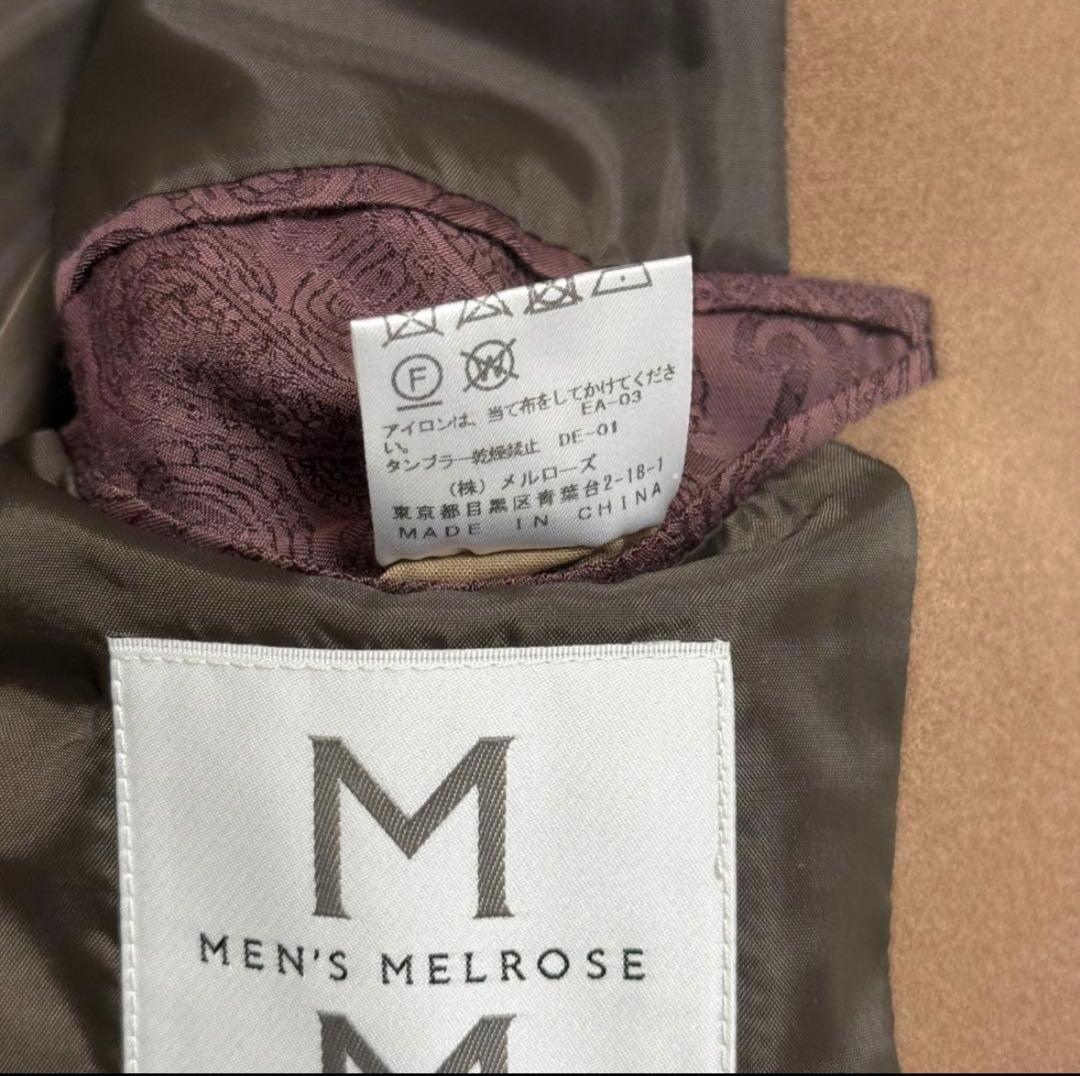 F W
アイロンは、当て布をしてかけてくださ
い。 EA-03
タンブラー乾燥禁止 DE-01
(株) メルローズ
東京都目黒区青葉台2-18-1
MADE IN CHINA
M
MEN'S MELROSE
M